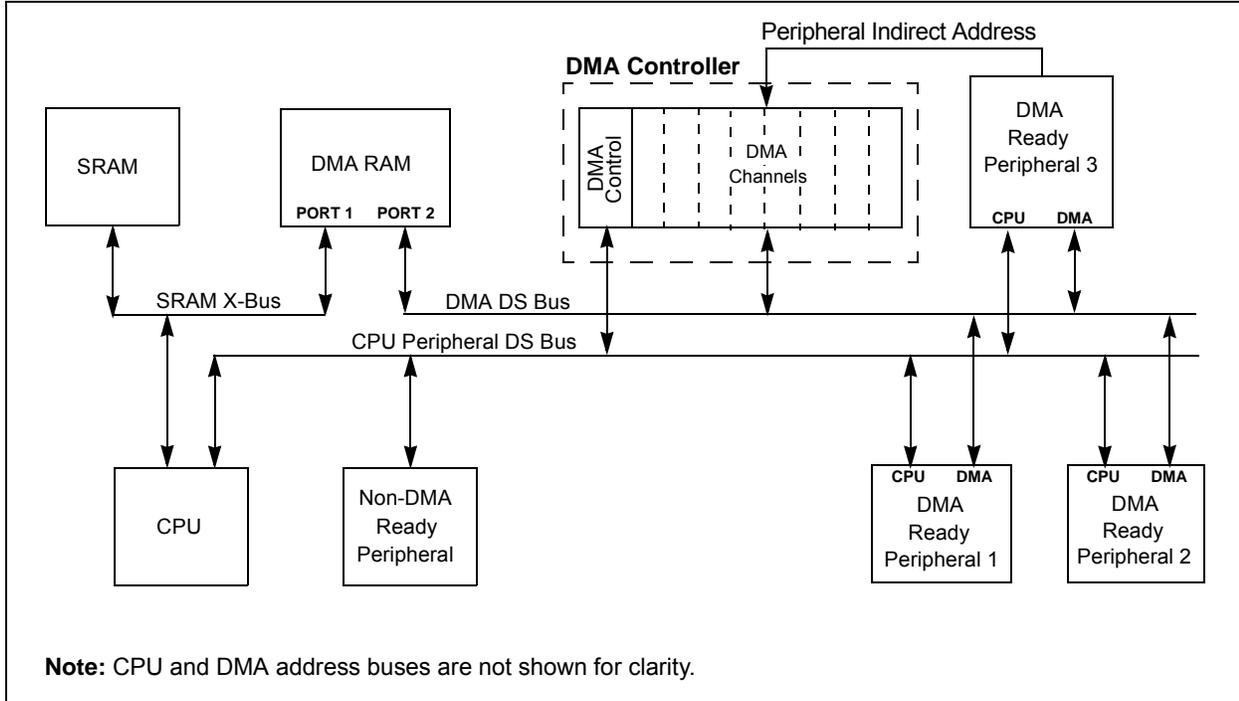 Peripheral Indirect Address
DMA Controller
SRAM
DMA RAM
PORT 1 PORT 2
DMA
Control
DMA
Channels
DMA
Ready
Peripheral 3
CPU DMA
SRAM X-Bus
DMA DS Bus
CPU Peripheral DS Bus
CPU
Non-DMA
Ready
Peripheral
CPU DMA
DMA
Ready
Peripheral 1
CPU DMA
DMA
Ready
Peripheral 2
Note: CPU and DMA address buses are not shown for clarity.